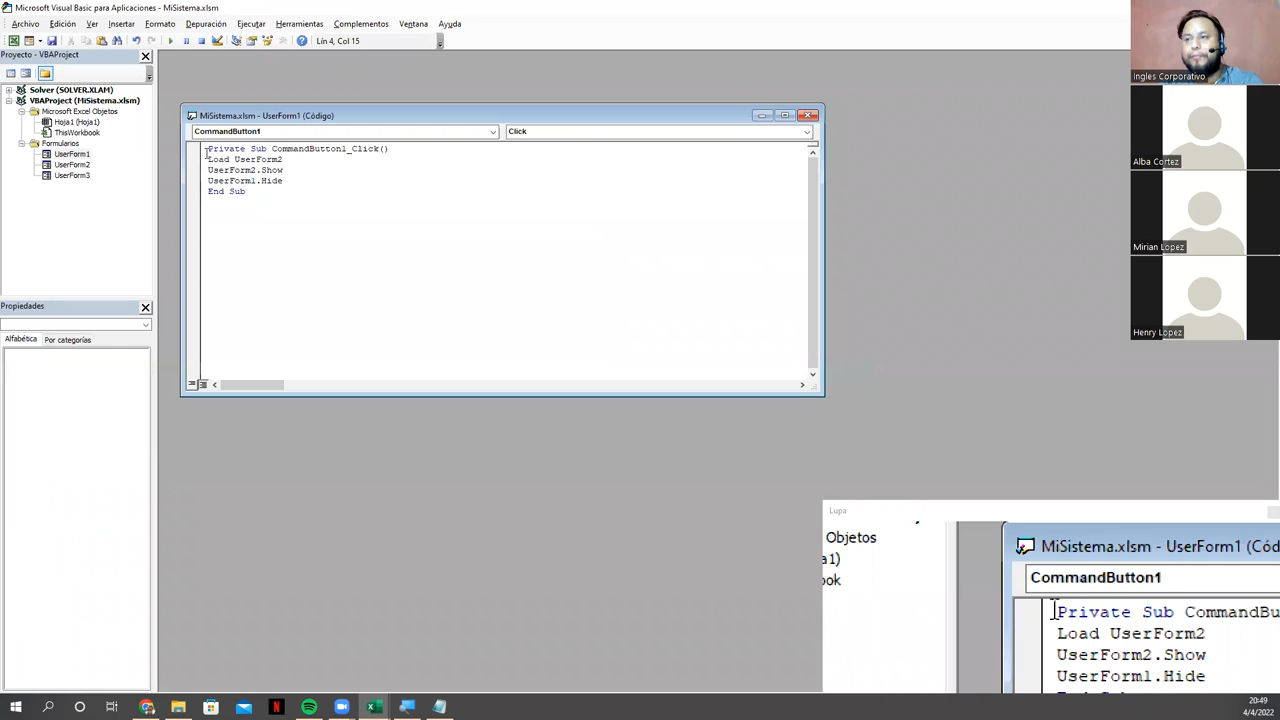 Microsoft Visual Basic para Aplicaciones - MiSistema.xlsm
Archivo Edición Ver Insertar Formato Depuración Ejecutar Herramientas Complementos Ventana Ayuda
Lín 4, Col 15
Proyecto - VBAProject
Solver (SOLVER.XLAM)
VBAProject (MiSistema.xlsm)
Microsoft Excel Objetos
Hoja1 (Hoja1)
ThisWorkbook
Formularios
UserForm1
UserForm2
UserForm3
Propiedades
Alfabética Por categorías
MiSistema.xlsm - UserForm1 (Código)
CommandButton1 Click
Private Sub CommandButton1_Click()
Load UserForm2
UserForm2.Show
UserForm1.Hide
End Sub
Ingles Corporativo
Alba Cortez
Mirian Lopez
Henry Lopez
Lupa
Objetos
a1)
ook
MiSistema.xlsm - UserForm1 (Cód
CommandButton1
Private Sub CommandBu
Load UserForm2
UserForm2.Show
UserForm1.Hide
20:49
4/4/2022